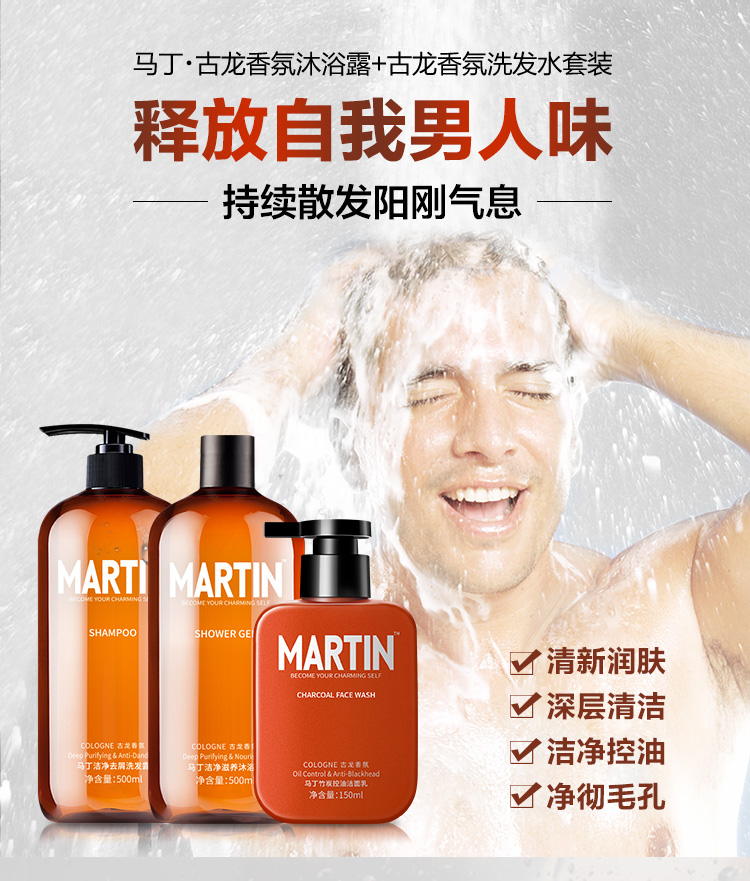 马丁·古龙香氛沐浴露+古龙香氛洗发水套装
释放自我男人味
持续散发阳刚气息
MARTIN
BECOME YOUR CHARMING SELF
SHAMPOO
COLOGNE 古龙香氛
Deep Purifying & Anti-Dand
马丁洁净去屑洗发露
净含量:500ml
MARTIN
BECOME YOUR CHARMING SELF
SHOWER GEL
COLOGNE 古龙香氛
Deep Purifying & Nouris
马丁洁净滋养沐浴
净含量:500m
MARTIN™
BECOME YOUR CHARMING SELF
CHARCOAL FACE WASH
COLOGNE 古龙香氛
Oil Control & Anti-Blackhead
马丁竹炭控油洁面乳
净含量:150ml
清新润肤
深层清洁
洁净控油
净彻毛孔